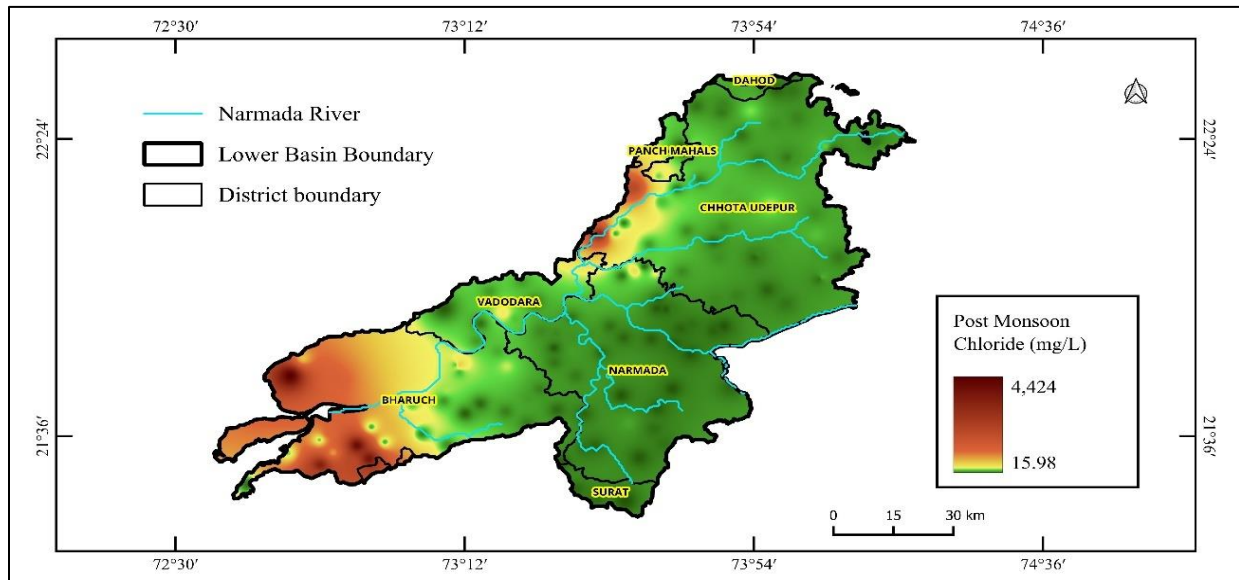 72°30′ 73°12′ 73°54′ 74°36′
Narmada River
Lower Basin Boundary
District boundary
22°24′
22°24′
21°36′
21°36′
DAHOD
PANCH MAHALS
CHHOTA UDEPUR
VADODARA
NARMADA
BHARUCH
SURAT
Post Monsoon
Chloride (mg/L)
4,424
15.98
0 15 30 km
72°30′ 73°12′ 73°54′ 74°36′